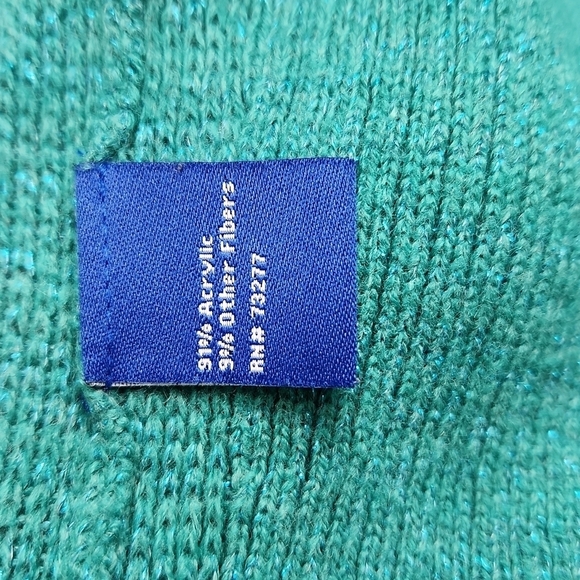 91% Acrylic
9% Other Fibers
RN# 73277